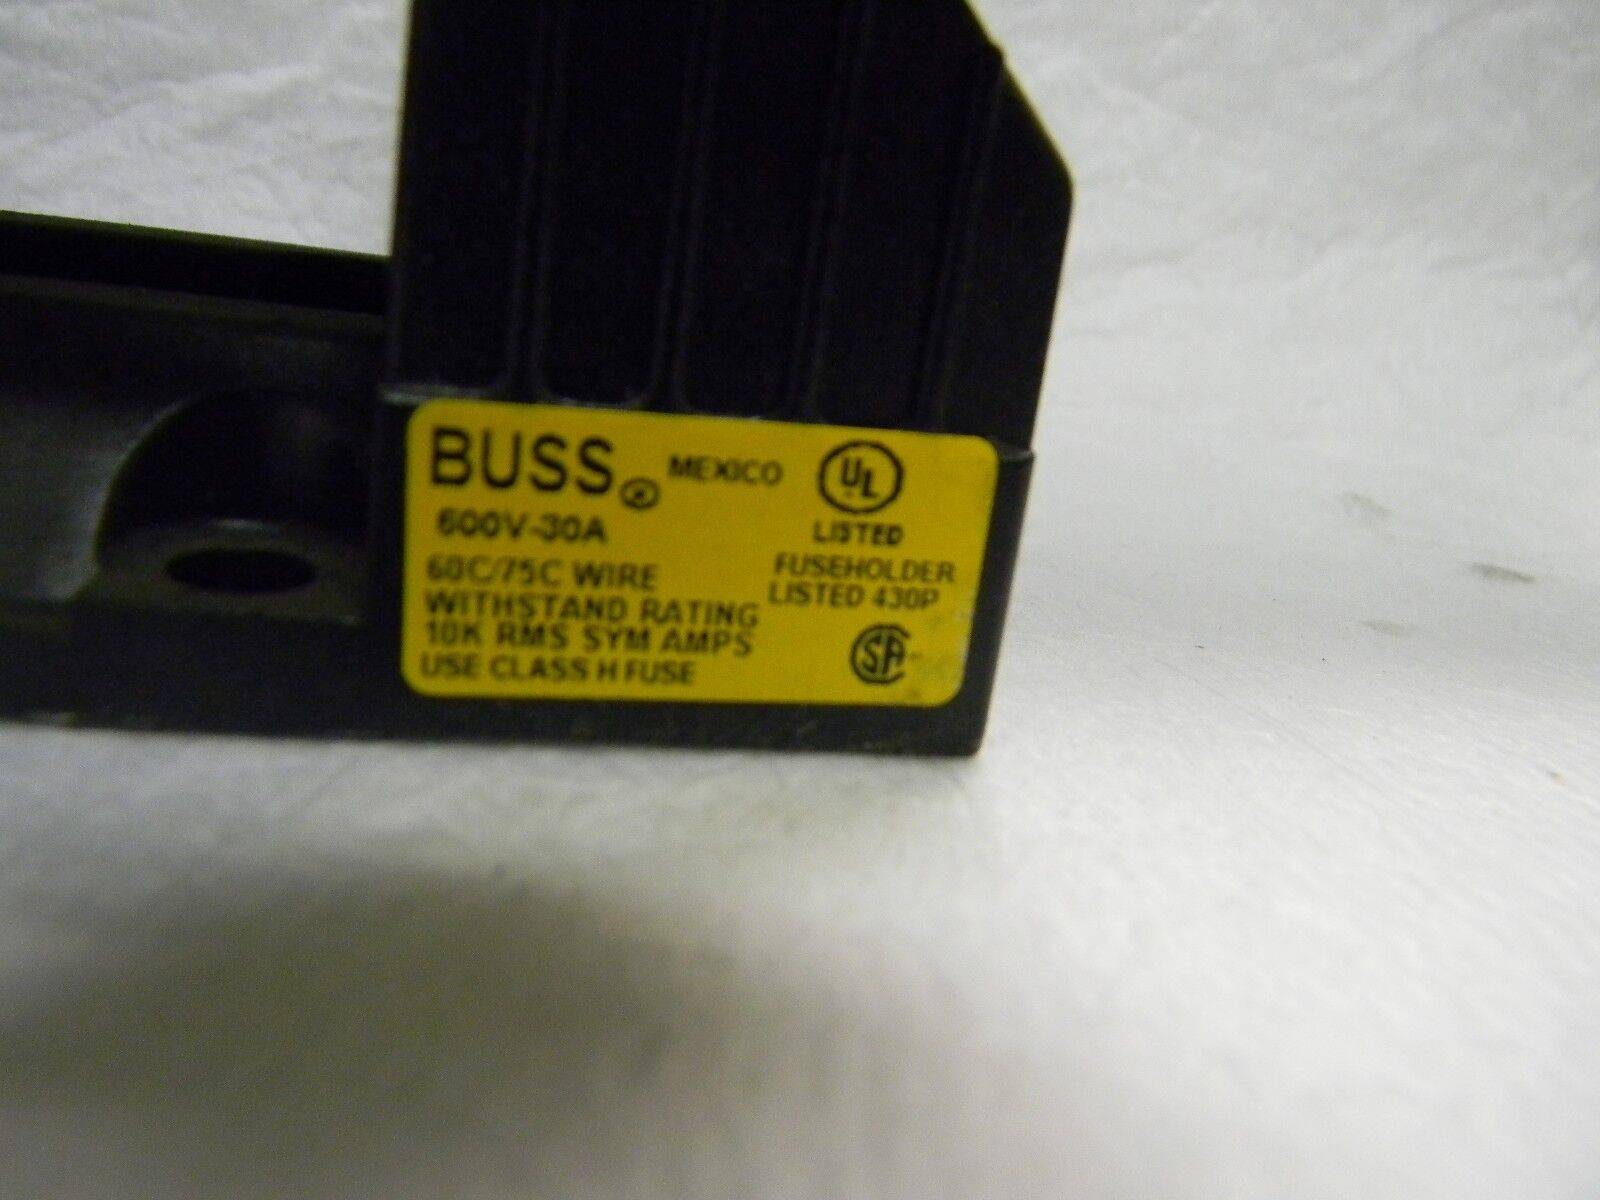 BUSS® MEXICO
600V-30A
60C/75C WIRE
WITHSTAND RATING
10K RMS SYM AMPS
USE CLASS H FUSE
UL
LISTED
FUSEHOLDER
LISTED 430P
SA